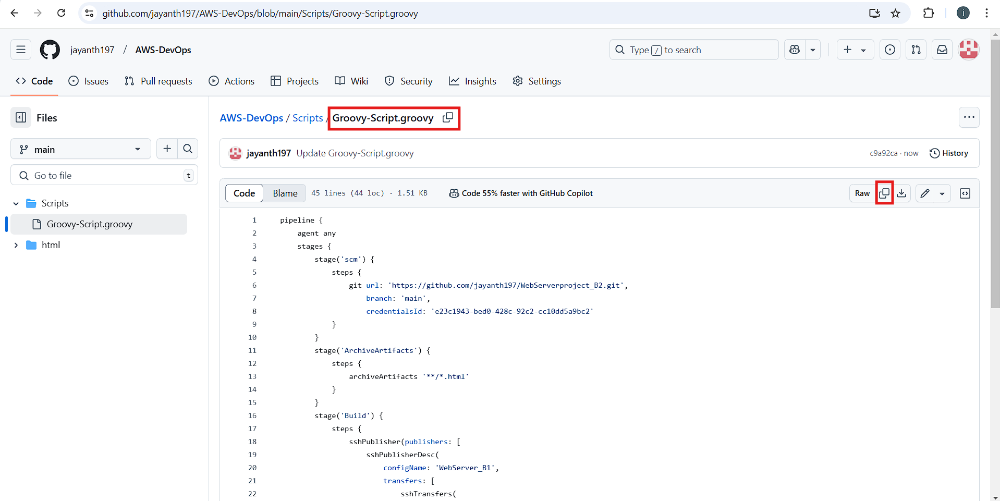 github.com/jayanth197/AWS-DevOps/blob/main/Scripts/Groovy-Script.groovy
j
jayanth197 / AWS-DevOps
Type / to search
Code Issues Pull requests Actions Projects Wiki Security Insights Settings
Files
AWS-DevOps / Scripts / Groovy-Script.groovy
main
Go to file t
Scripts
Groovy-Script.groovy
html
jayanth197 Update Groovy-Script.groovy c9a92ca · now History
Code Blame 45 lines (44 loc) · 1.51 KB Code 55% faster with GitHub Copilot Raw
1 pipeline {
2 agent any
3 stages {
4 stage('scm') {
5 steps {
6 git url: 'https://github.com/jayanth197/WebServerproject_B2.git',
7 branch: 'main',
8 credentialsId: 'e23c1943-bed0-428c-92c2-cc10dd5a9bc2'
9 }
10 }
11 stage('ArchiveArtifacts') {
12 steps {
13 archiveArtifacts '**/*.html'
14 }
15 }
16 stage('Build') {
17 steps {
18 sshPublisher(publishers: [
19 sshPublisherDesc(
20 configName: 'WebServer_B1',
21 transfers: [
22 sshTransfers(